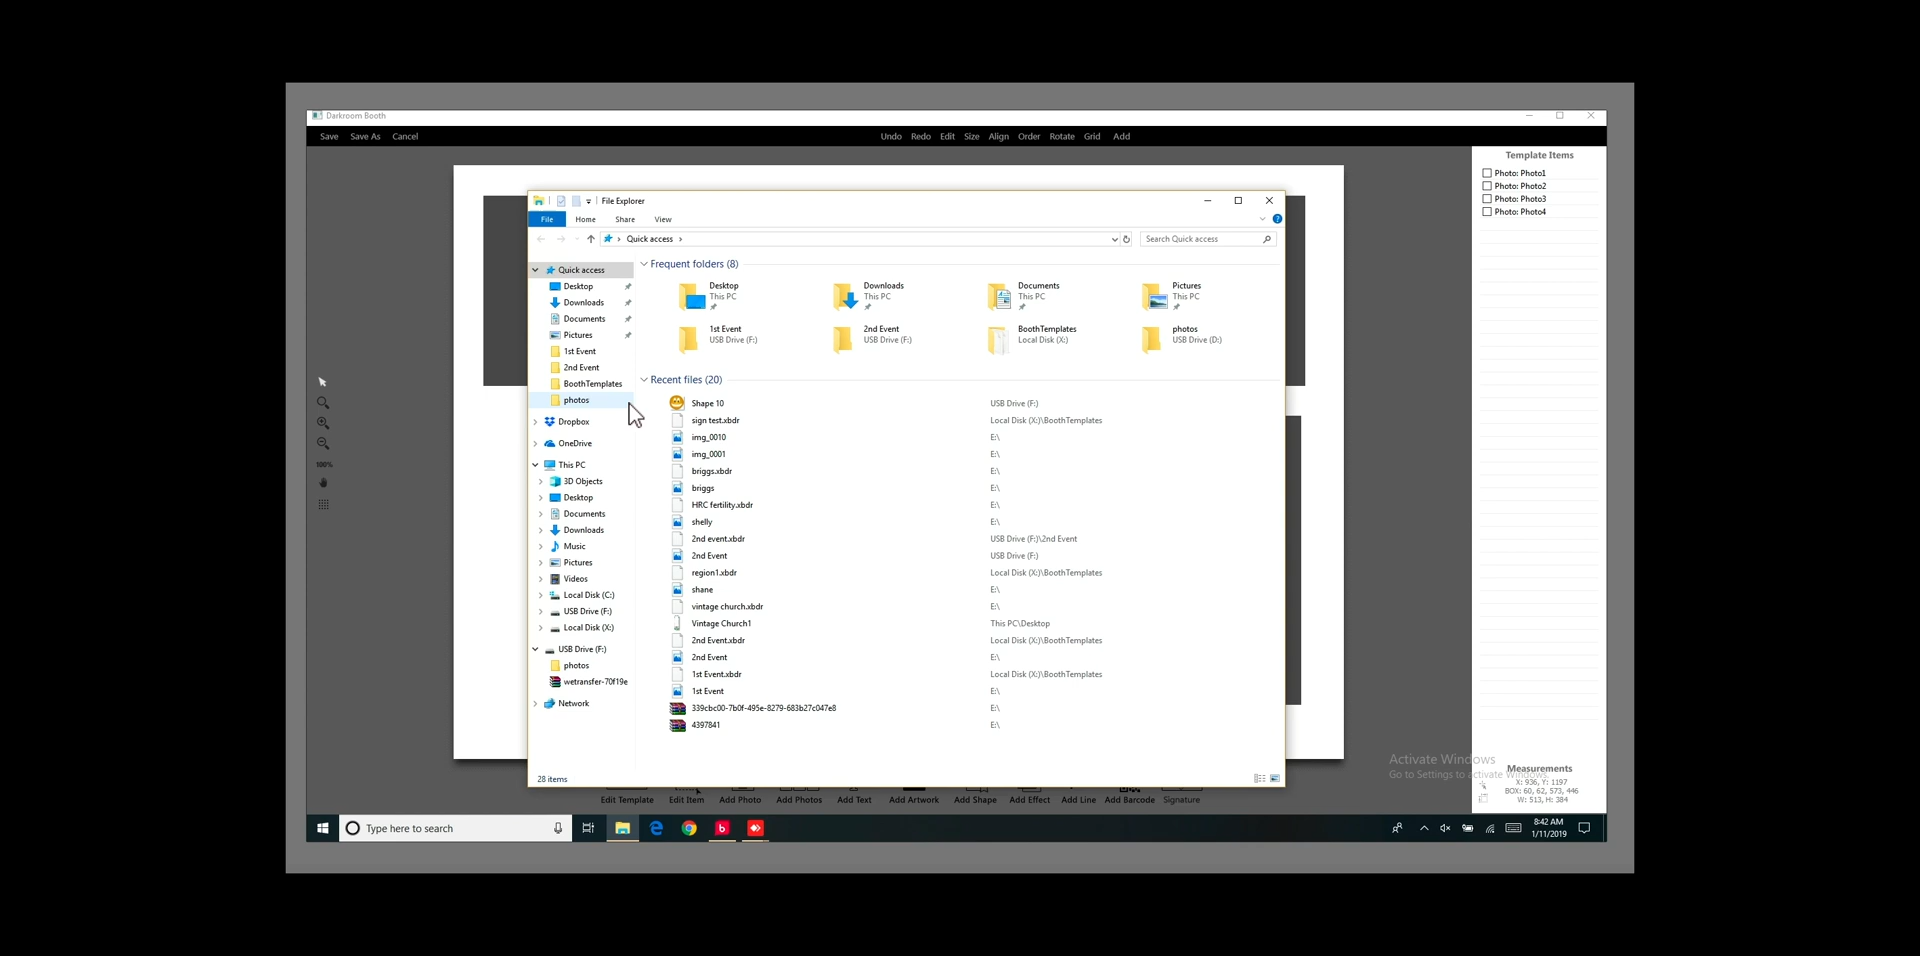 Darkroom Booth
Save Save As Cancel Undo Redo Edit Size Align Order Rotate Grid Add
Template Items
Photo: Photo1
Photo: Photo2
Photo: Photo3
Photo: Photo4
File Explorer
File Home Share View
Quick access
Search Quick access
Quick access
Desktop
Downloads
Documents
Pictures
1st Event
2nd Event
BoothTemplates
photos
Dropbox
OneDrive
This PC
3D Objects
Desktop
Documents
Downloads
Music
Pictures
Videos
Local Disk (C:)
USB Drive (F:)
Local Disk (X:)
USB Drive (F:)
photos
wetransfer-70f19e
Network
Frequent folders (8)
Desktop
This PC
Downloads
This PC
Documents
This PC
Pictures
This PC
1st Event
USB Drive (F:)
2nd Event
USB Drive (F:)
BoothTemplates
Local Disk (X:)
photos
USB Drive (D:)
Recent files (20)
Shape 10 USB Drive (F:)
sign test.xbdr Local Disk (X:)\BoothTemplates
img_0010 E:\
img_0001 E:\
briggs.xbdr E:\
briggs E:\
HRC fertility.xbdr E:\
shelly E:\
2nd event.xbdr USB Drive (F:)\2nd Event
2nd Event USB Drive (F:)
region1.xbdr Local Disk (X:)\BoothTemplates
shane E:\
vintage church.xbdr E:\
Vintage Church1 This PC\Desktop
2nd Event.xbdr Local Disk (X:)\BoothTemplates
2nd Event E:\
1st Event.xbdr Local Disk (X:)\BoothTemplates
1st Event E:\
339cbc00-7b0f-495e-8279-683b27c047e8 E:\
4397841 E:\
28 items
100%
Activate Windows
Go to Settings to activate Windows.
Measurements
X: 936, Y: 1197
BOX: 60, 62, 573, 446
W: 513, H: 384
Edit Template Edit Item Add Photo Add Photos Add Text Add Artwork Add Shape Add Effect Add Line Add Barcode Signature
Type here to search
8:42 AM
1/11/2019